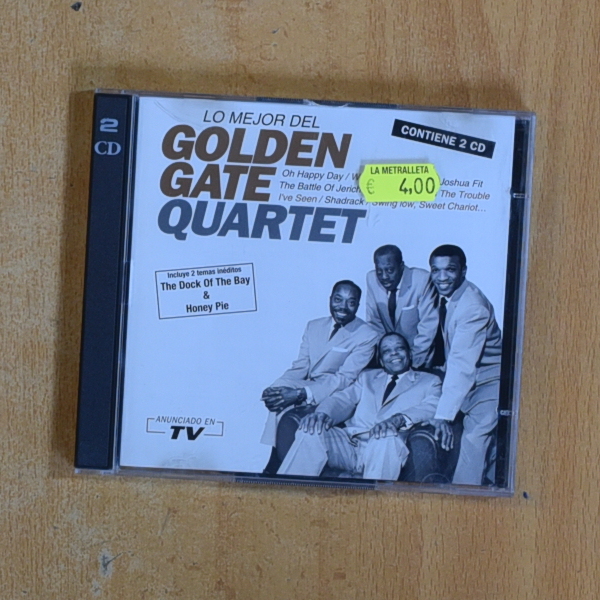 2
CD
LO MEJOR DEL
GOLDEN
GATE
QUARTET
CONTIENE 2 CD
LA METRALLETA
€ 4,00
Oh Happy Day / Joshua Fit
The Battle Of The Trouble
I've Seen / Shadrack / Swing low, Sweet Chariot...
Incluye 2 temas inéditos
The Dock Of The Bay
&
Honey Pie
ANUNCIADO EN
TV